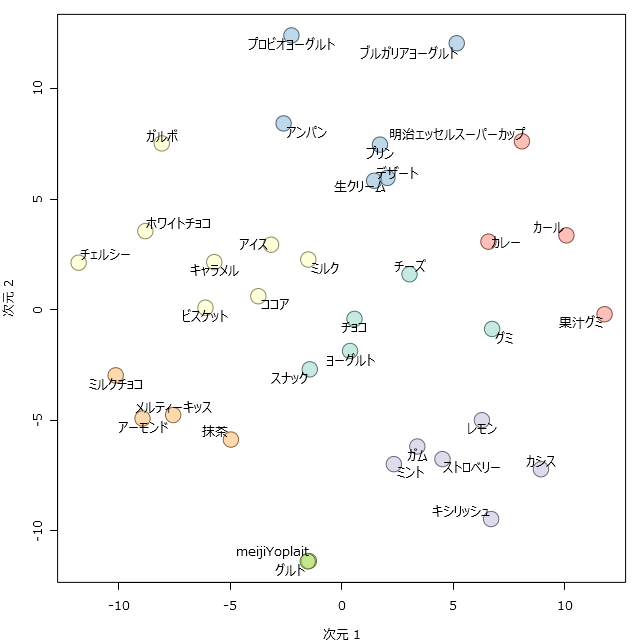 プロビオヨーグルト
ブルガリアヨーグルト
10
アンパン
明治エッセルスーパーカップ
ガルボ
プリン
デザート
生クリーム
5
ホワイトチョコ
カール
アイス
カレー
チェルシー
キャラメル
ミルク
チーズ
次元 2
0
ビスケット
ココア
果汁グミ
チョコ
グミ
ヨーグルト
スナック
ミルクチョコ
メルティーキッス
-5
アーモンド
抹茶
レモン
ガム
ストロベリー
カシス
ミント
-10
キシリッシュ
meijiYoplait
グルト
-10
-5
0
5
10
次元 1